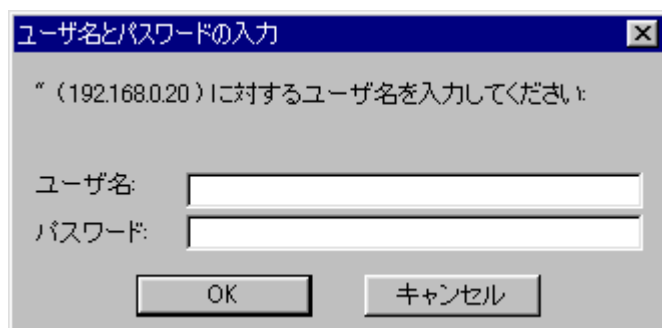 ユーザ名とパスワードの入力
“（192.168.0.20）に対するユーザ名を入力してください:
ユーザ名:
パスワード:
OK
キャンセル